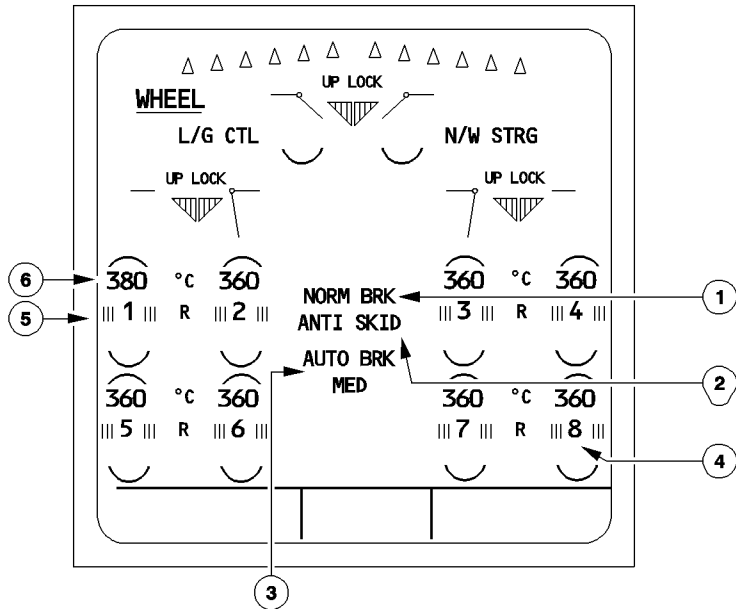 UP LOCK
WHEEL
L/G CTL N/W STRG
UP LOCK UP LOCK
6 380 °C 360 360 °C 360
NORM BRK 1
5 1 R 2 3 R 4
ANTI SKID
AUTO BRK 2
MED
360 °C 360 360 °C 360
5 R 6 7 R 8
4
3